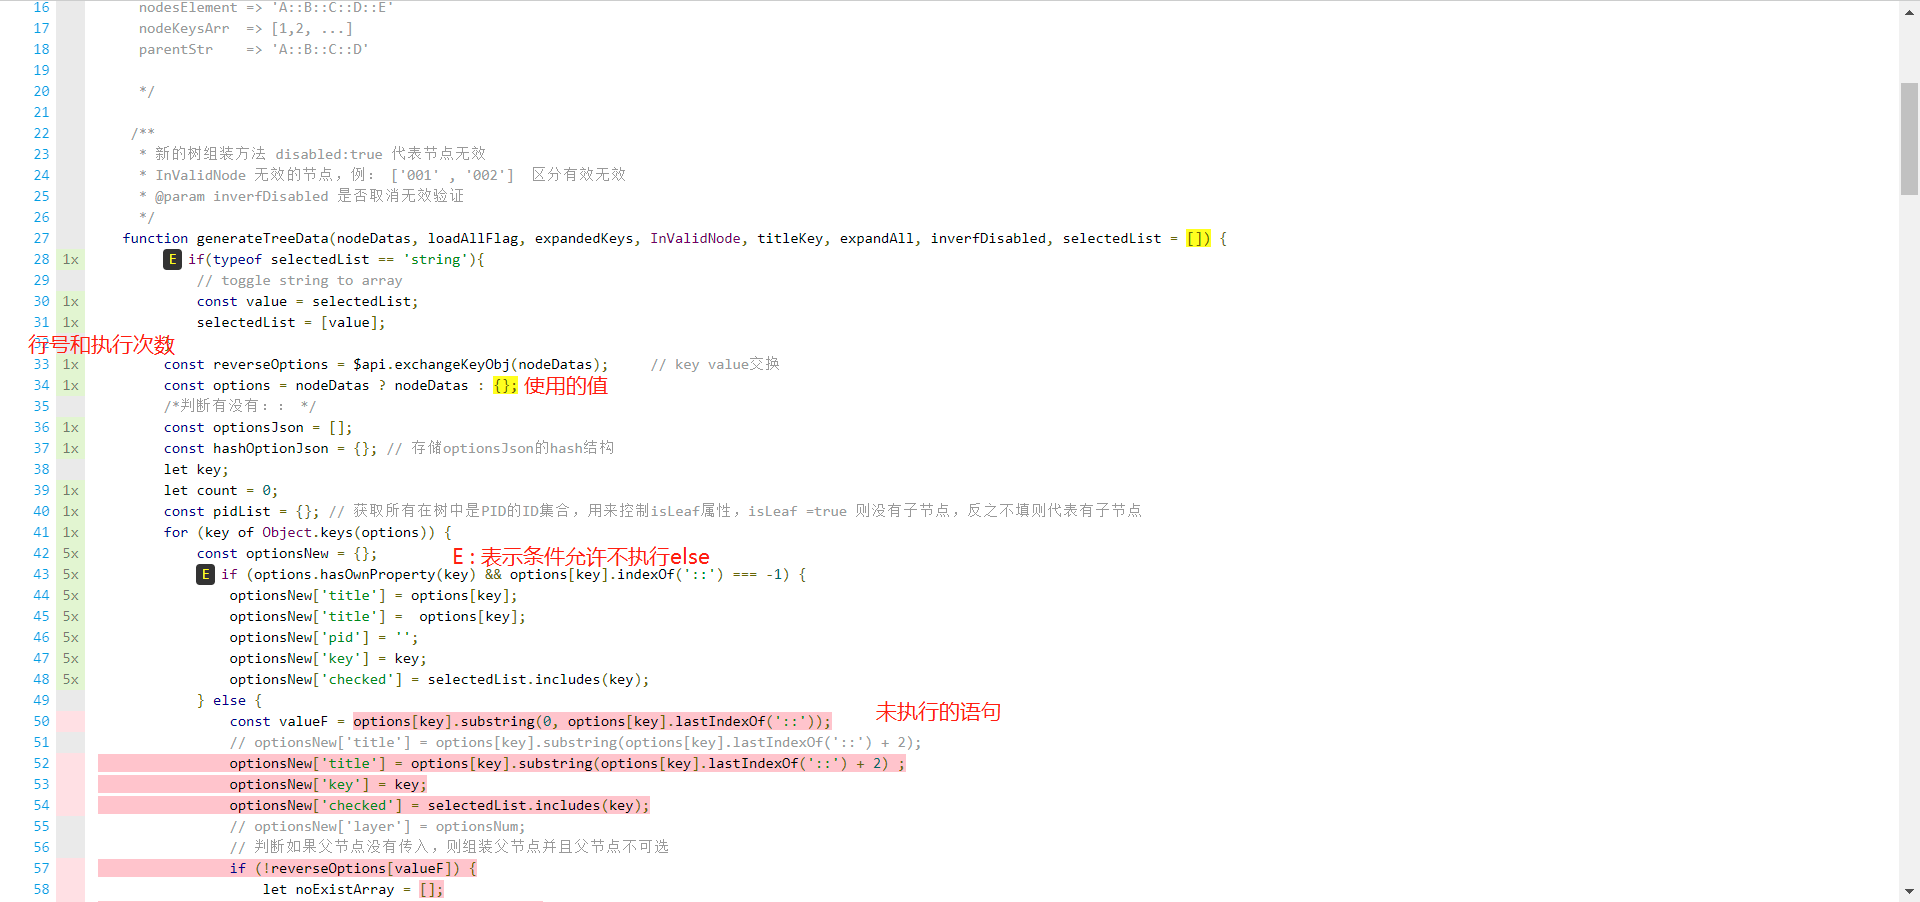 16 nodesElement => 'A::B::C::D::E'
17 nodeKeysArr => [1,2, ...]
18 parentStr => 'A::B::C::D'
19
20 */
21
22 /**
23 * 新的树组装方法 disabled:true 代表节点无效
24 * InValidNode 无效的节点，例： ['001' , '002'] 区分有效无效
25 * @param inverfDisabled 是否取消无效验证
26 */
27 function generateTreeData(nodeDatas, loadAllFlag, expandedKeys, InValidNode, titleKey, expandAll, inverfDisabled, selectedList = []) {
28 1x E if(typeof selectedList == 'string'){
29 // toggle string to array
30 1x const value = selectedList;
31 1x selectedList = [value];
行号和执行次数
33 1x const reverseOptions = $api.exchangeKeyObj(nodeDatas); // key value交换
34 1x const options = nodeDatas ? nodeDatas : {}; 使用的值
35 /*判断有没有：： */
36 1x const optionsJson = [];
37 1x const hashOptionJson = {}; // 存储optionsJson的hash结构
38 let key;
39 1x let count = 0;
40 1x const pidList = {}; // 获取所有在树中是PID的ID集合，用来控制isLeaf属性，isLeaf =true 则没有子节点，反之不填则代表有子节点
41 1x for (key of Object.keys(options)) {
42 5x const optionsNew = {};
E : 表示条件允许不执行else
43 5x E if (options.hasOwnProperty(key) && options[key].indexOf('::') === -1) {
44 5x optionsNew['title'] = options[key];
45 5x optionsNew['title'] = options[key];
46 5x optionsNew['pid'] = '';
47 5x optionsNew['key'] = key;
48 5x optionsNew['checked'] = selectedList.includes(key);
49 } else {
未执行的语句
50 const valueF = options[key].substring(0, options[key].lastIndexOf('::'));
51 // optionsNew['title'] = options[key].substring(options[key].lastIndexOf('::') + 2);
52 optionsNew['title'] = options[key].substring(options[key].lastIndexOf('::') + 2) ;
53 optionsNew['key'] = key;
54 optionsNew['checked'] = selectedList.includes(key);
55 // optionsNew['layer'] = optionsNum;
56 // 判断如果父节点没有传入，则组装父节点并且父节点不可选
57 if (!reverseOptions[valueF]) {
58 let noExistArray = [];